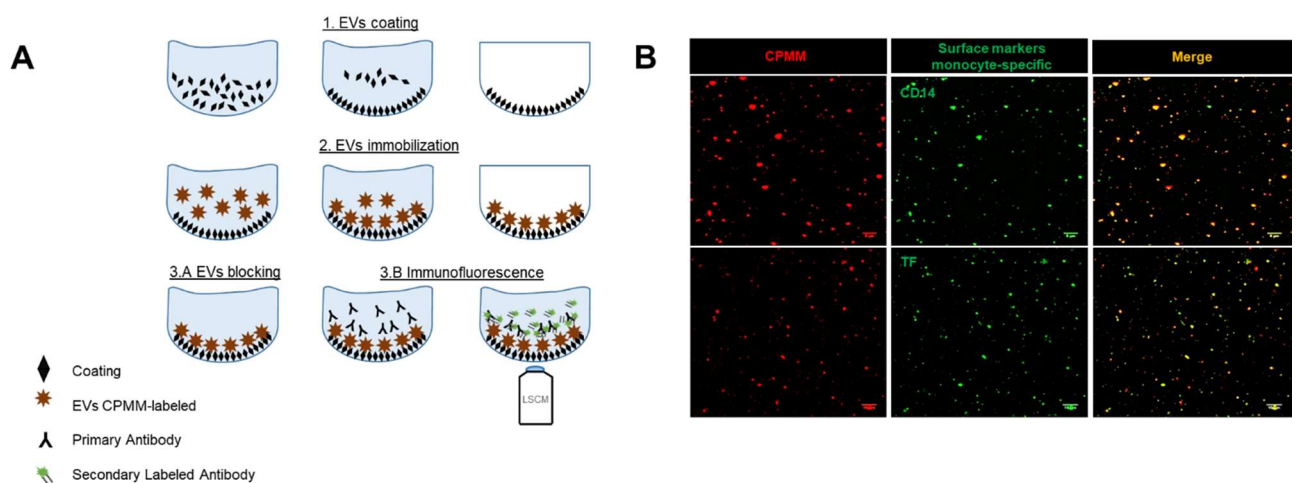 A
1. EVs coating
2. EVs immobilization
3.A EVs blocking
3.B Immunofluorescence
LSCM
Coating
EVs CPMM-labeled
Primary Antibody
Secondary Labeled Antibody
B
CPMM
Surface markers
monocyte-specific
Merge
CD14
TF